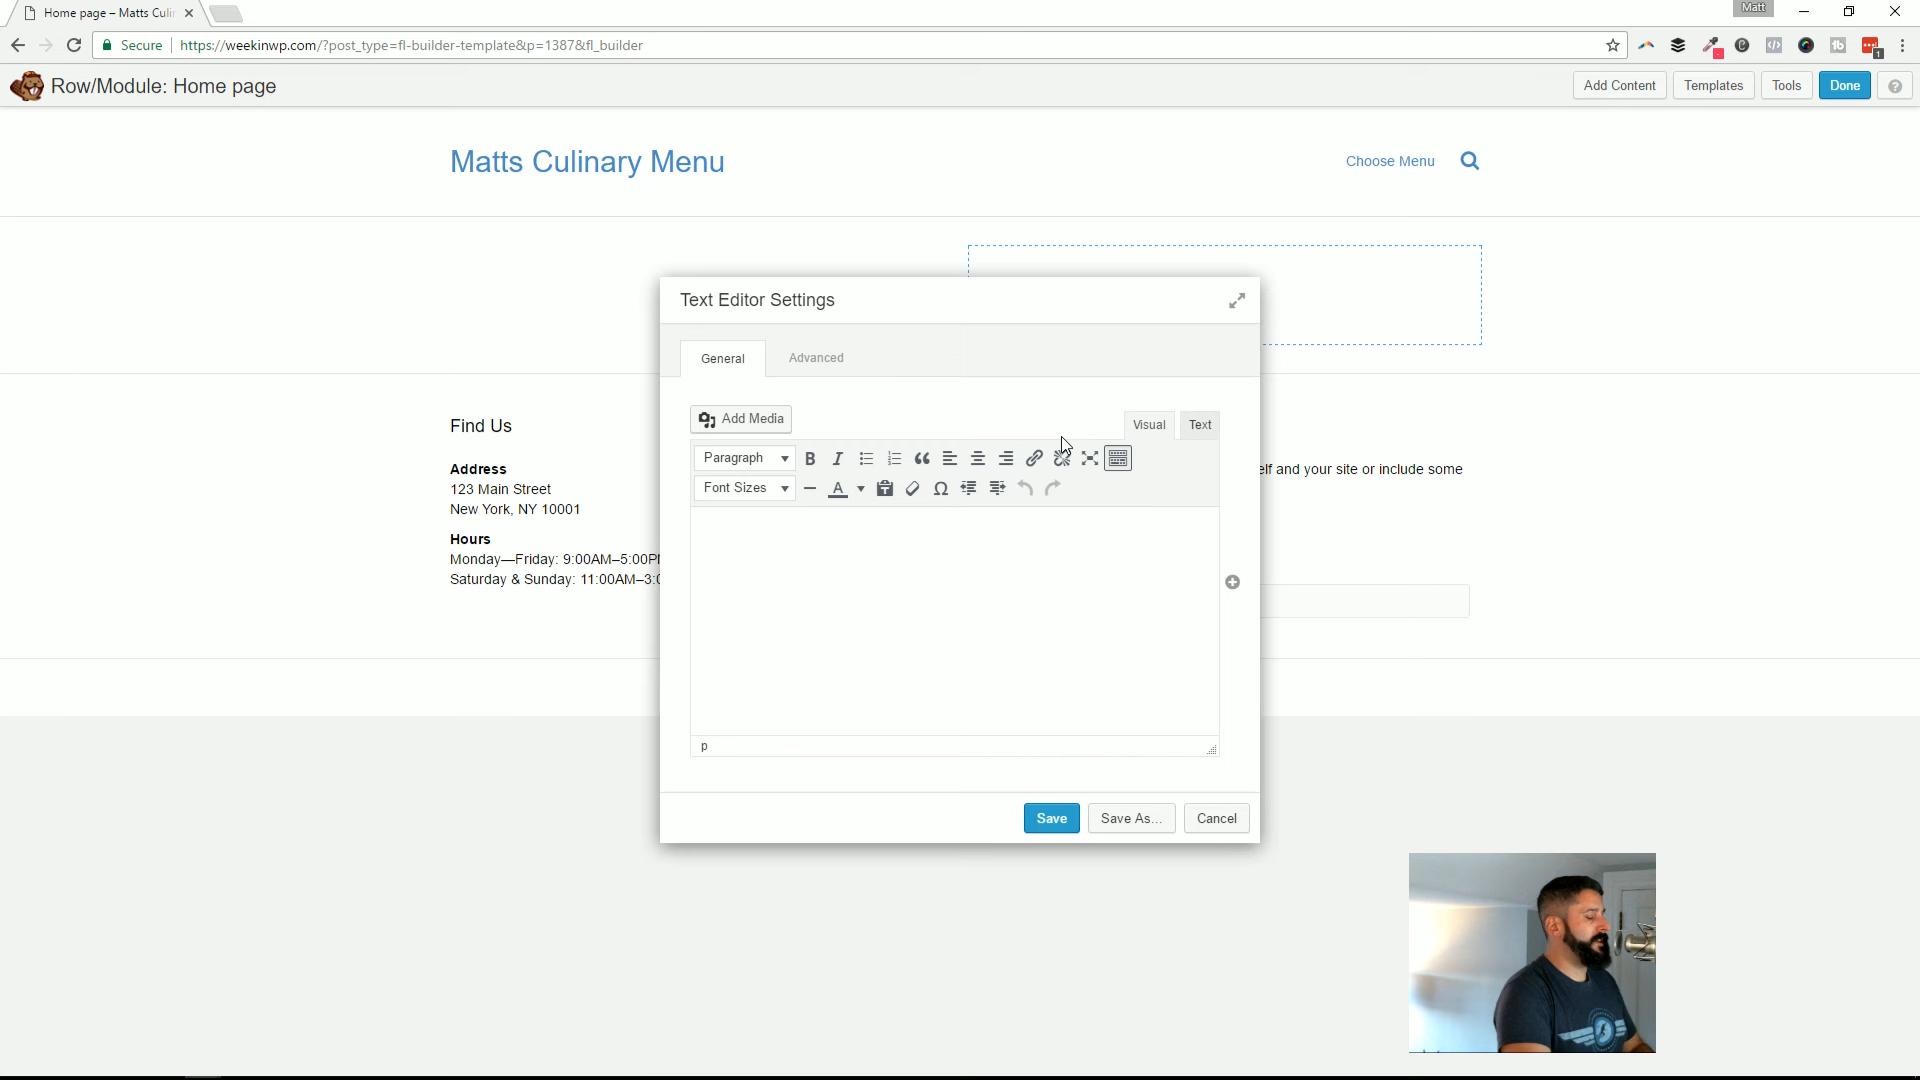 Home page – Matts Culi
Matt
Secure
https://weekinwp.com/?post_type=fl-builder-template&p=1387&fl_builder
1
Row/Module: Home page
Add Content
Templates
Tools
Done
?
Matts Culinary Menu
Choose Menu
Text Editor Settings
General
Advanced
Add Media
Visual
Text
Paragraph
B
I
Font Sizes
A
T
Ω
p
Save
Save As...
Cancel
Find Us
Address
123 Main Street
New York, NY 10001
Hours
Monday—Friday: 9:00AM–5:00P
Saturday & Sunday: 11:00AM–3:0
elf and your site or include some